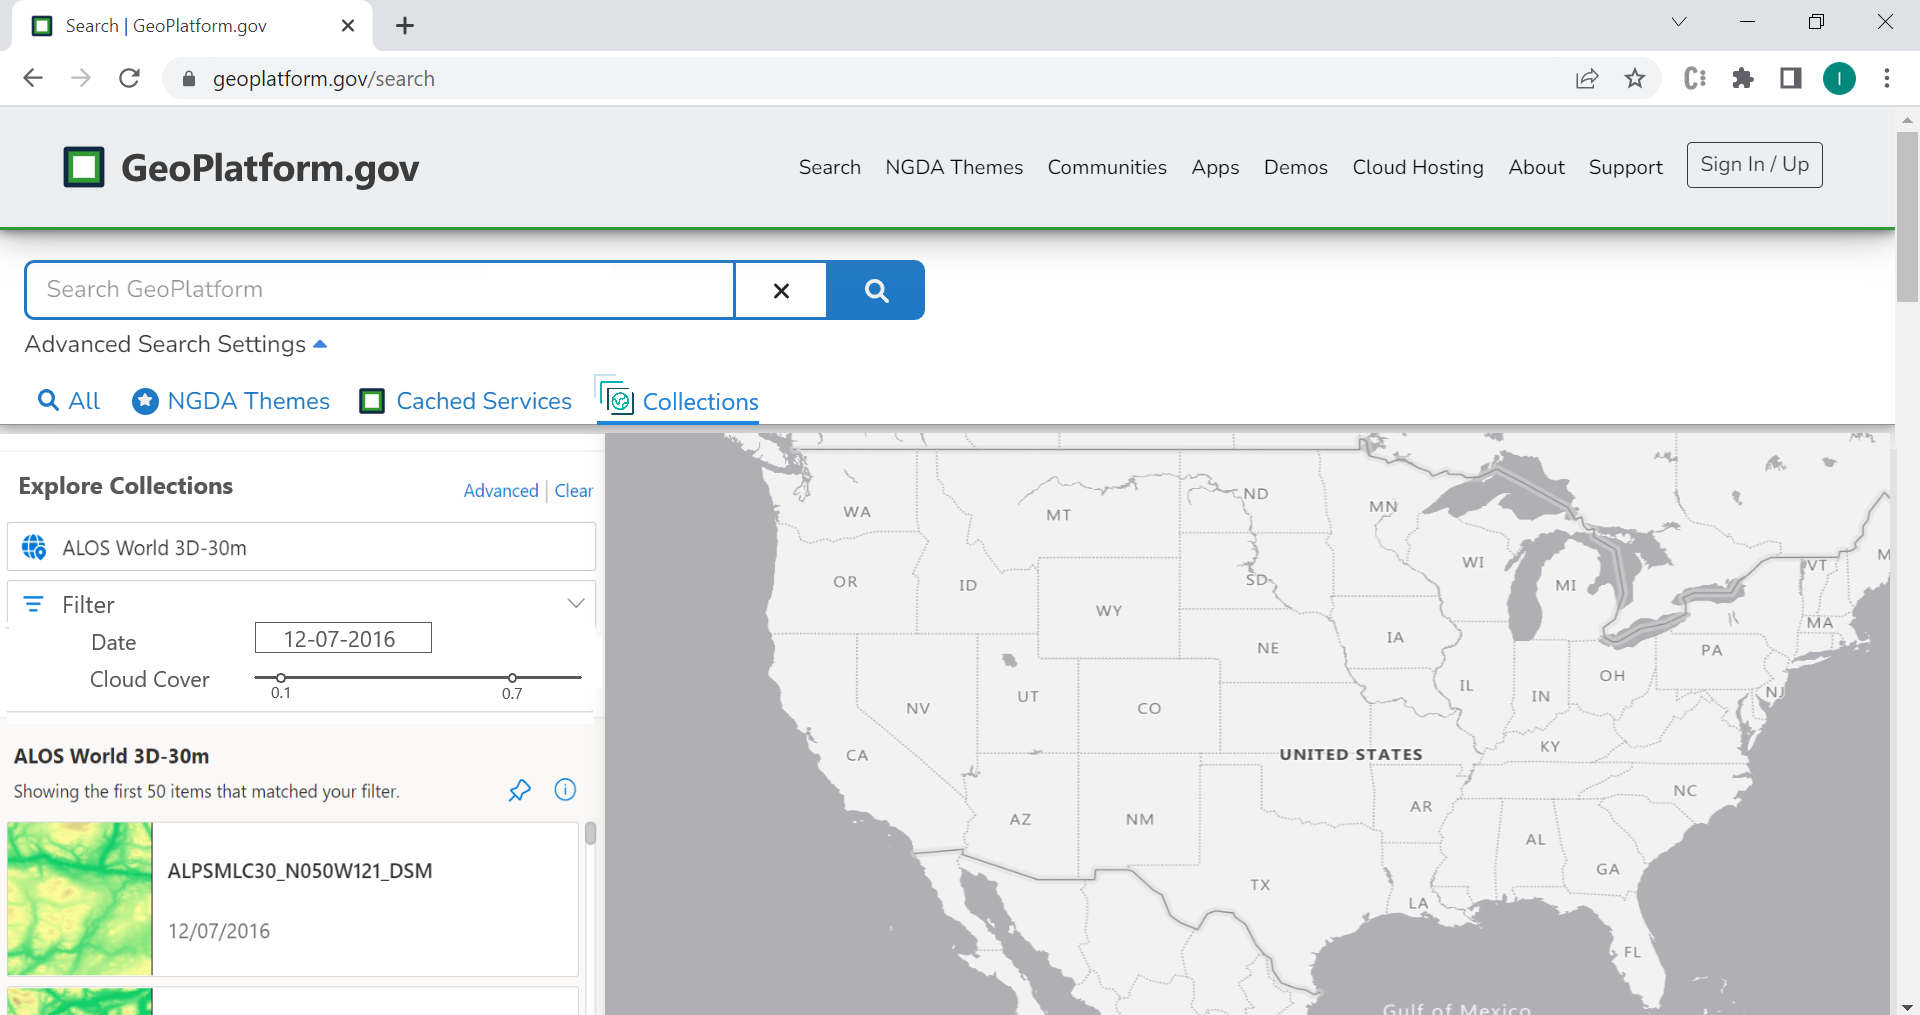 Search | GeoPlatform.gov
geoplatform.gov/search
I
GeoPlatform.gov
Search NGDA Themes Communities Apps Demos Cloud Hosting About Support Sign In / Up
Search GeoPlatform
Advanced Search Settings
All NGDA Themes Cached Services Collections
Explore Collections
Advanced | Clear
ALOS World 3D-30m
Filter
Date 12-07-2016
Cloud Cover
0.1 0.7
ALOS World 3D-30m
Showing the first 50 items that matched your filter.
ALPSMLC30_N050W121_DSM
12/07/2016
WA MT ND MN
OR ID WY SD WI MI VT M
NE IA PA MA
NV UT CO IL IN OH NJ
CA UNITED STATES KY
AZ NM AR NC
AL
TX LA GA
FL
Gulf of Mexico